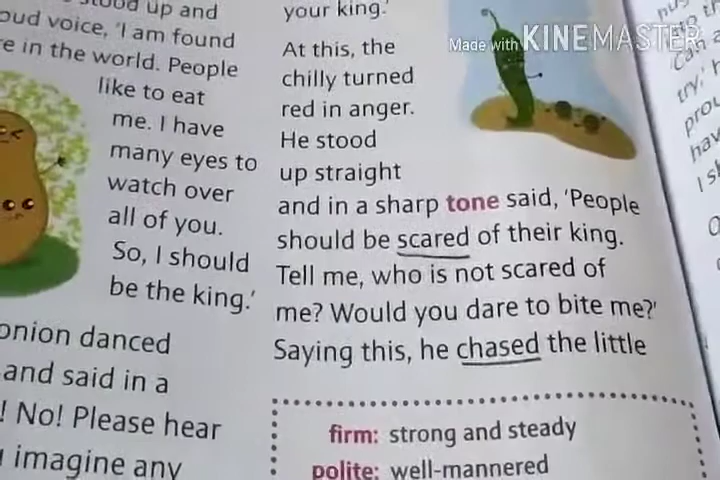 stood up and
loud voice, 'I am found
in the world. People
like to eat
me. I have
many eyes to
watch over
all of you.
So, I should
be the king.'
onion danced
and said in a
! No! Please hear
imagine any
your king.'
At this, the
chilly turned
red in anger.
He stood
up straight
and in a sharp tone said, 'People
should be scared of their king.
Tell me, who is not scared of
me? Would you dare to bite me?'
Saying this, he chased the little
firm: strong and steady
polite: well-mannered
Made with KINEMASTER
'Can a
try,' h
prou
hav
I sh